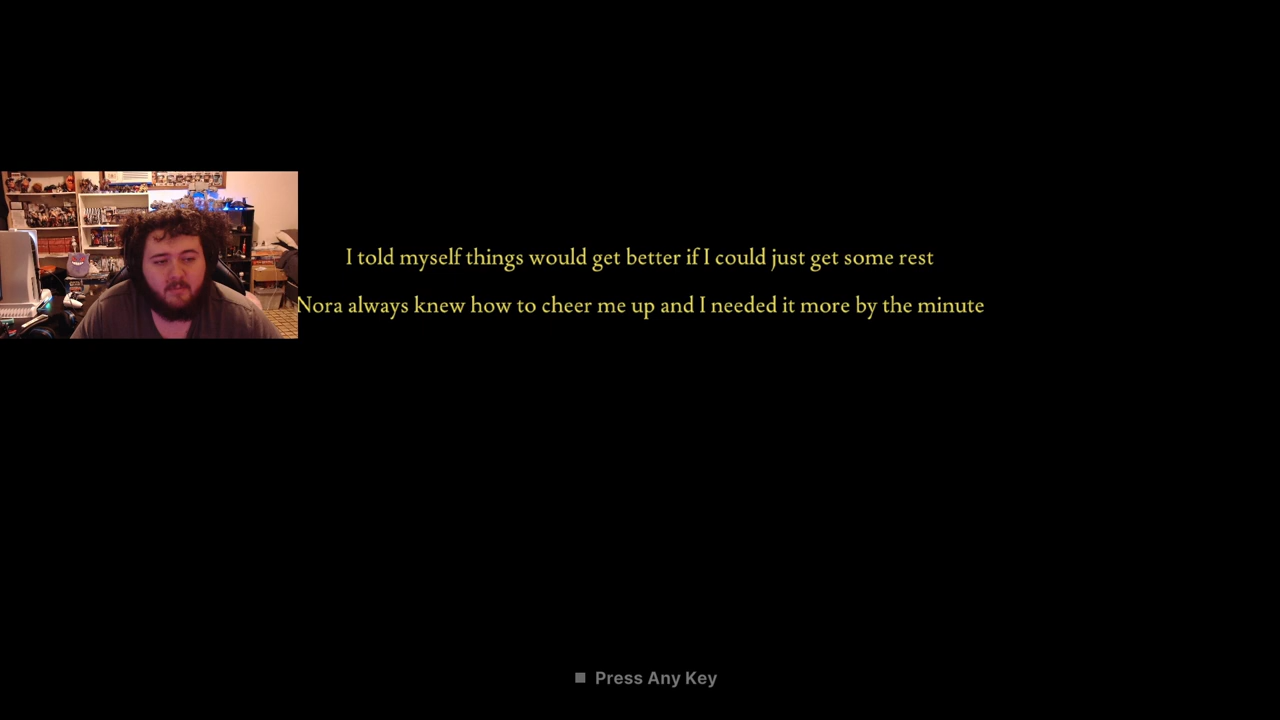 I told myself things would get better if I could just get some rest
Nora always knew how to cheer me up and I needed it more by the minute
Press Any Key